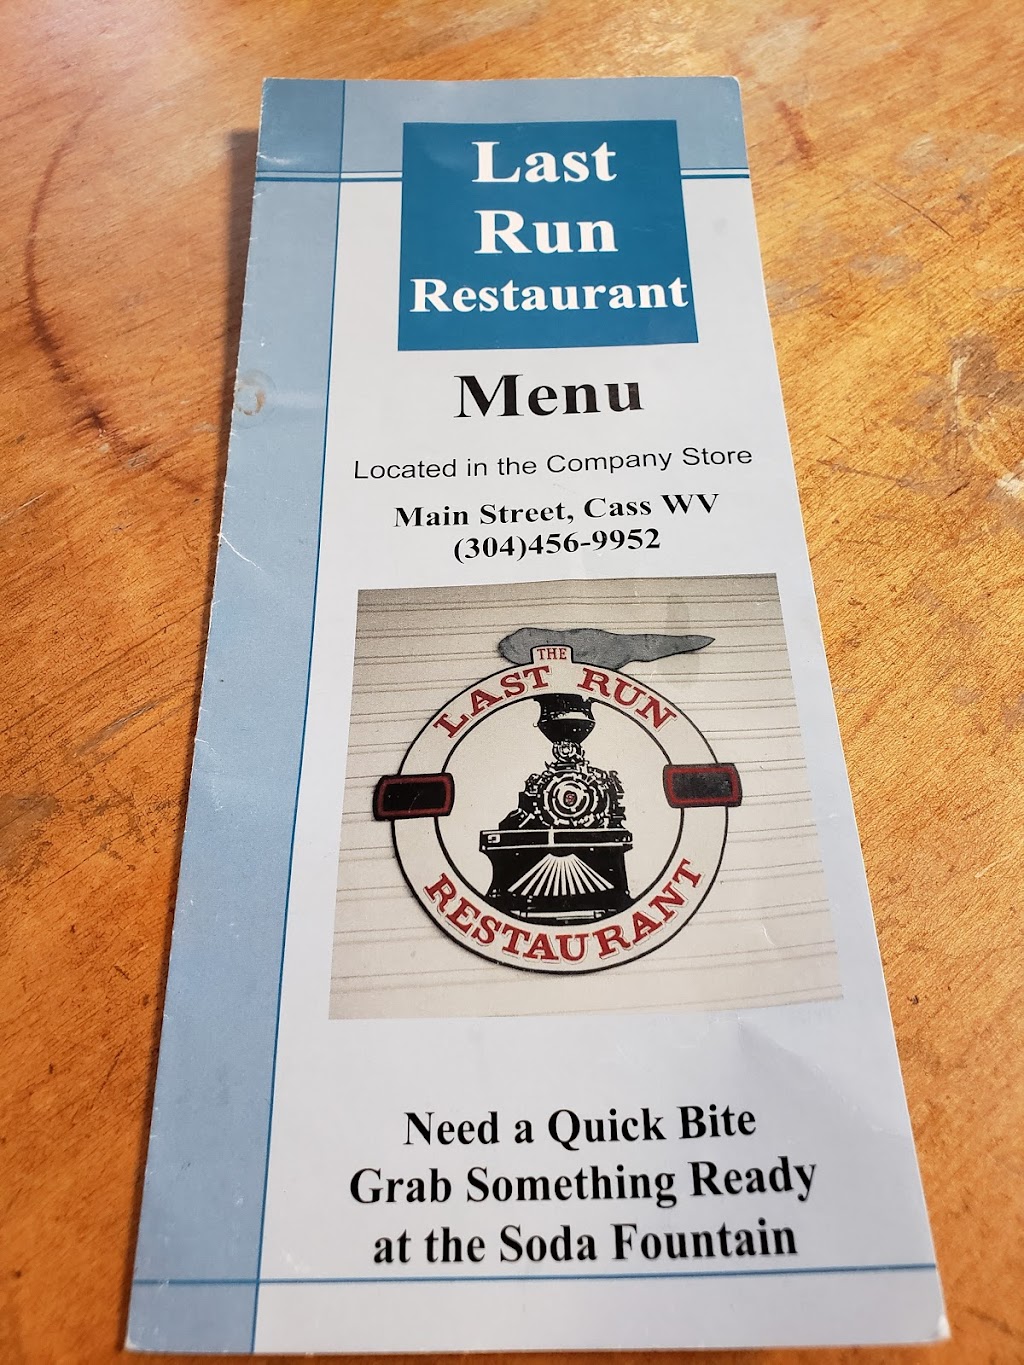 Last
Run
Restaurant
Menu
Located in the Company Store
Main Street, Cass WV
(304)456-9952
THE
LAST RUN
RESTAURANT
Need a Quick Bite
Grab Something Ready
at the Soda Fountain